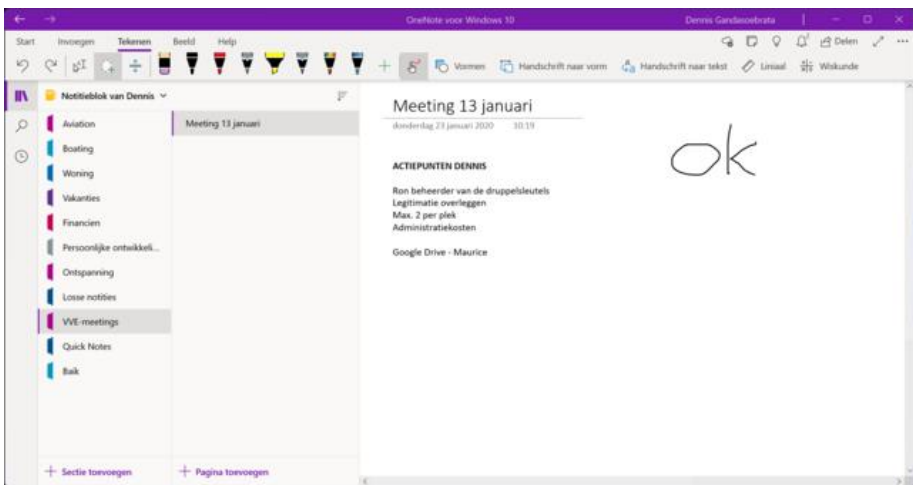 OneNote voor Windows 10
Dennis Gandasoebrata
Start Invoegen Tekenen Beeld Help
Delen
Vormen Handschrift naar vorm Handschrift naar tekst Liniaal Wiskunde
Notitieblok van Dennis
Aviation
Boating
Woning
Vakanties
Financien
Persoonlijke ontwikkeli...
Ontspanning
Losse notities
VVE-meetings
Quick Notes
Baik
Sectie toevoegen
Meeting 13 januari
Pagina toevoegen
Meeting 13 januari
donderdag 23 januari 2020 10:19
ACTIEPUNTEN DENNIS
Ron beheerder van de druppelsleutels
Legitimatie overleggen
Max. 2 per plek
Administratiekosten
Google Drive - Maurice
ok